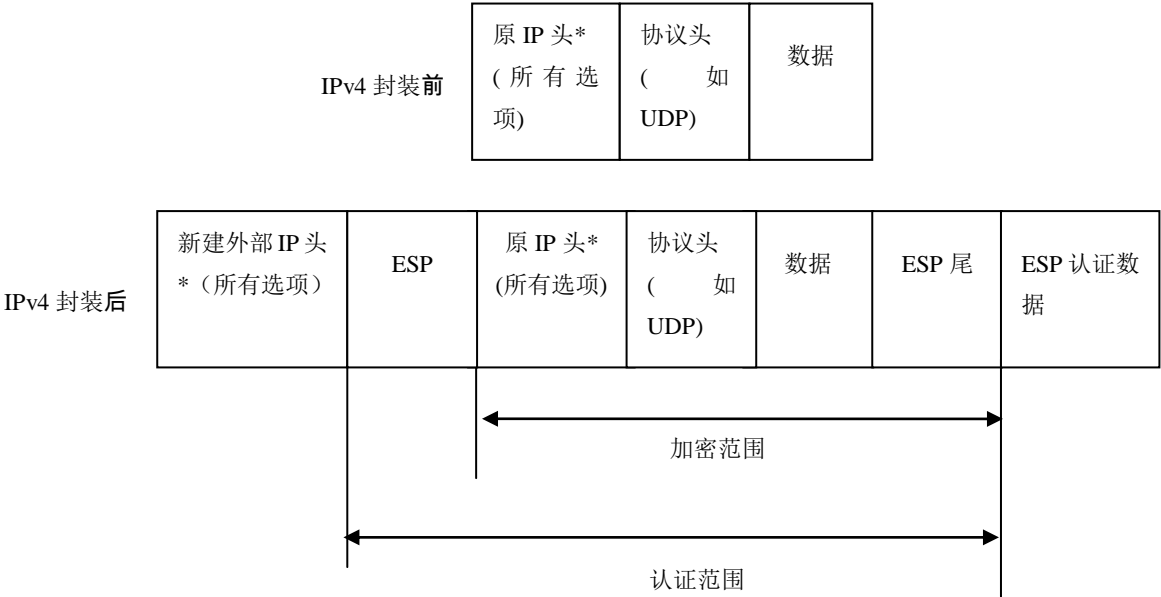 原 IP 头*
( 所 有 选
项)
协议头
( 如
UDP)
数据
IPv4 封装前
新建外部 IP 头
*（所有选项）
ESP
原 IP 头*
(所有选项)
协议头
( 如
UDP)
数据
ESP 尾
ESP 认证数
据
IPv4 封装后
加密范围
认证范围